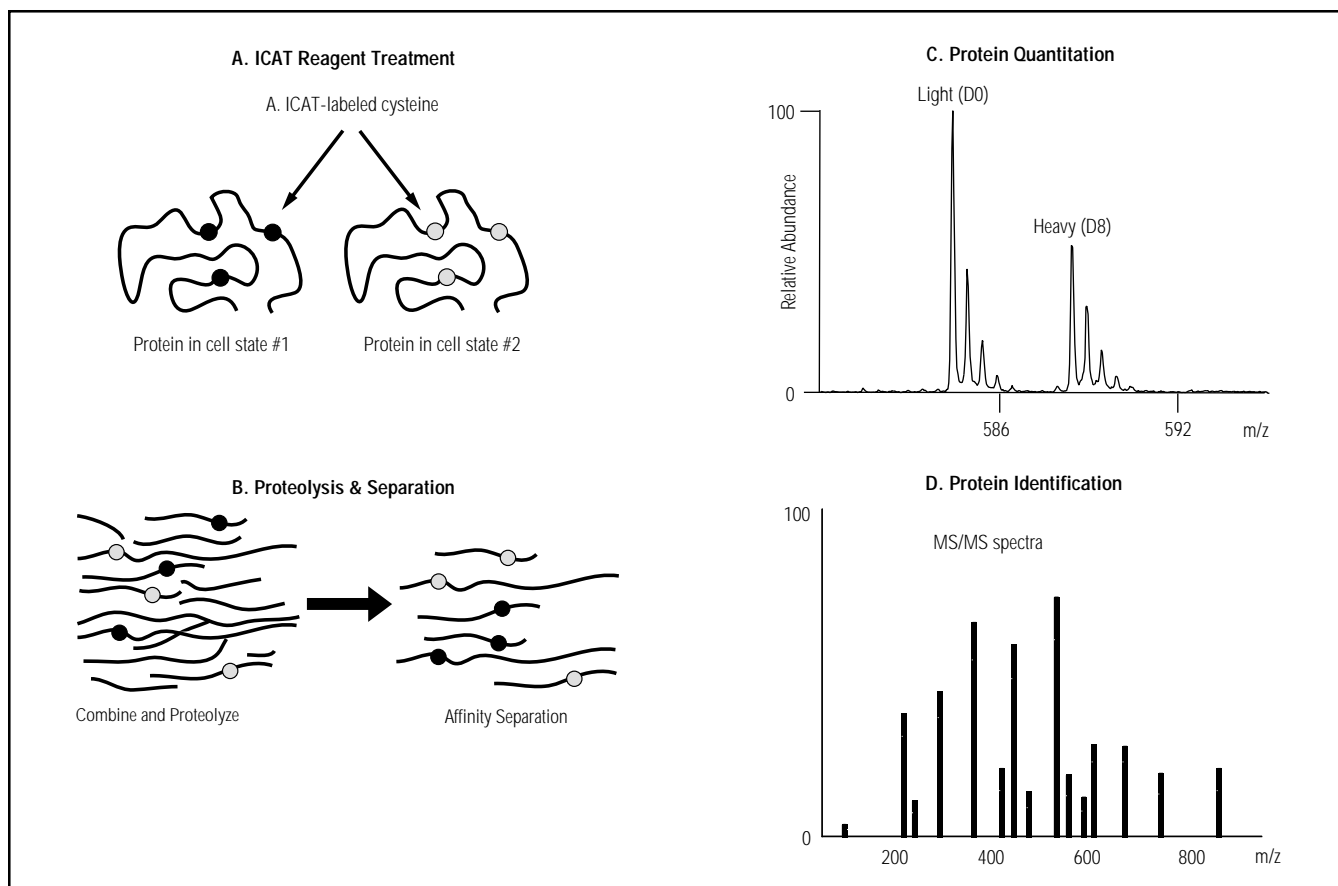 A. ICAT Reagent Treatment
A. ICAT-labeled cysteine
Protein in cell state #1
Protein in cell state #2
B. Proteolysis & Separation
Combine and Proteolyze
Affinity Separation
C. Protein Quantitation
Light (D0)
100
Heavy (D8)
Relative Abundance
0
586
592
m/z
D. Protein Identification
100
MS/MS spectra
0
200
400
600
800
m/z